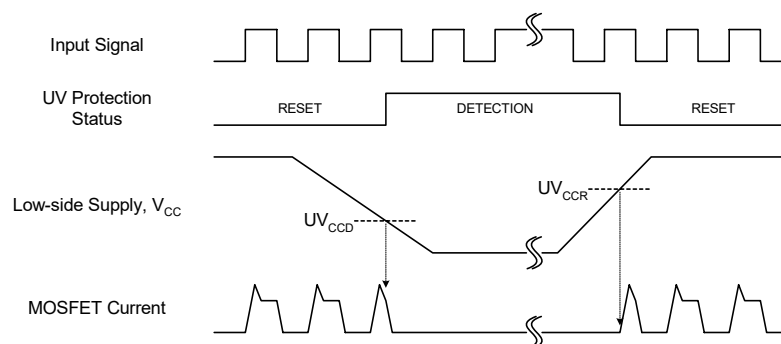 Input Signal
UV Protection
Status
RESET
DETECTION
RESET
Low-side Supply, VCC
UVCCD
UVCCR
MOSFET Current